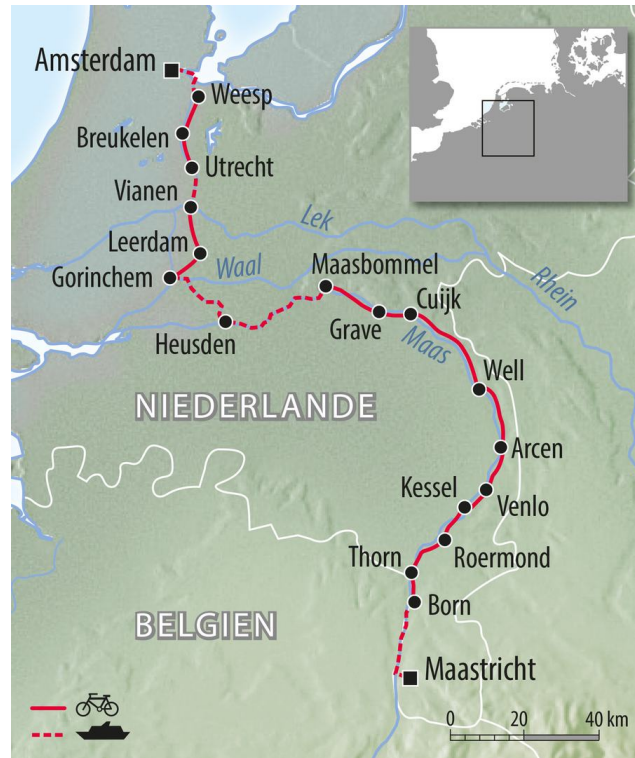 Amsterdam
Weesp
Breukelen
Utrecht
Vianen
Lek
Leerdam
Waal
Gorinchem
Maasbommel
Rhein
Cuijk
Grave
Heusden
Maas
Well
NIEDERLANDE
Arcen
Kessel
Venlo
Thorn
Roermond
Born
BELGIEN
Maastricht
0 20 40 km